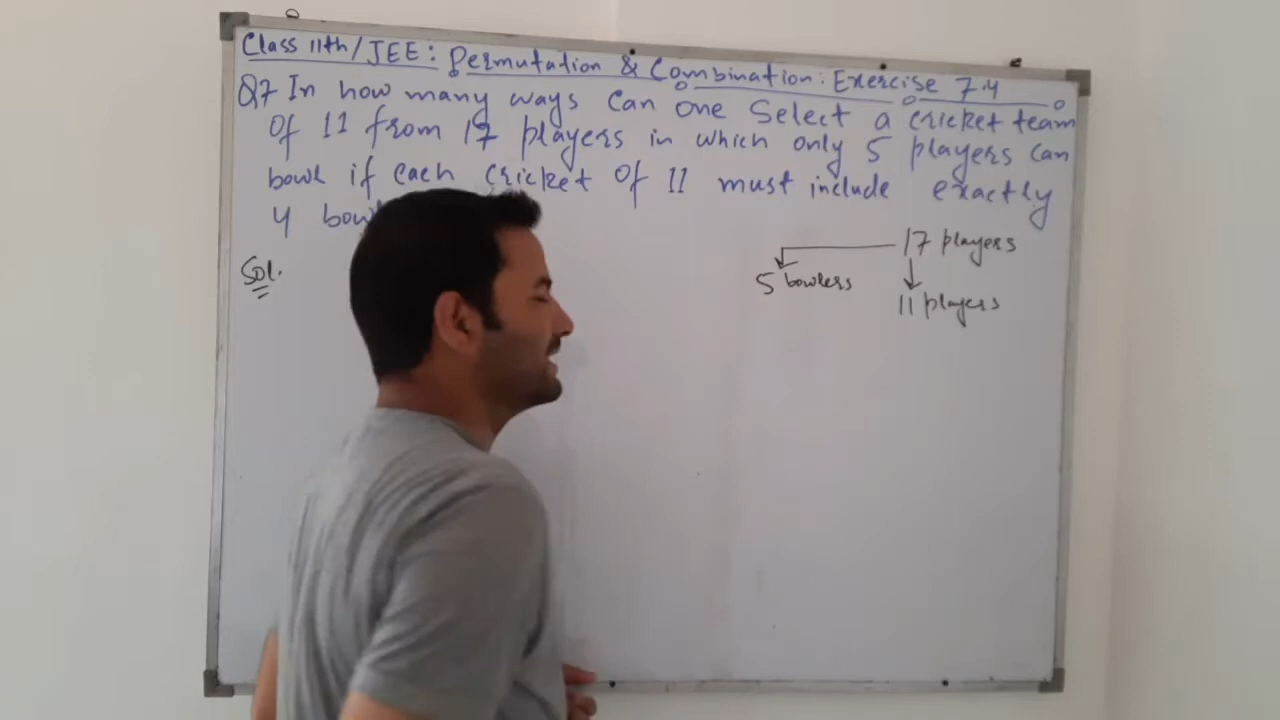 Class 11th/JEE: Permutation & Combination: Exercise 7.4
Q7 In how many ways can one select a cricket team
of 11 from 17 players in which only 5 players can
bowl if each cricket of 11 must include exactly
4
Sol.
17 players
5 bowlers
11 players